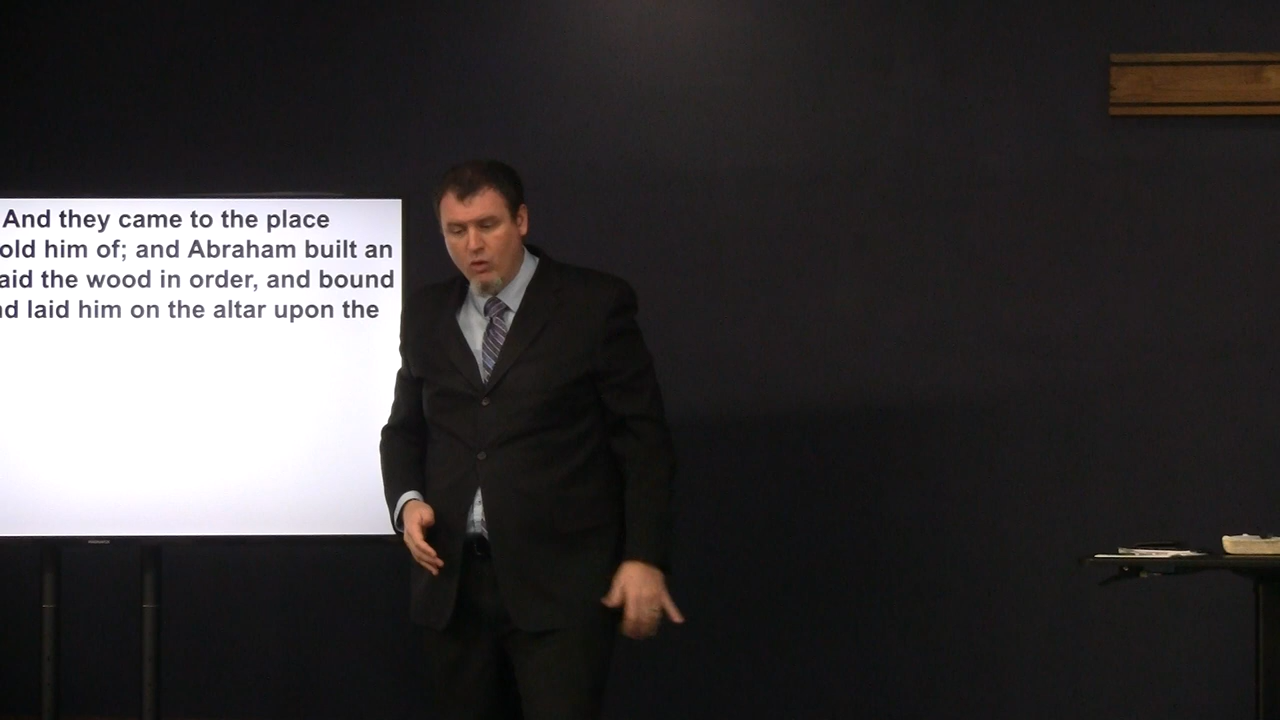 And they came to the place
old him of; and Abraham built an
aid the wood in order, and bound
d laid him on the altar upon the